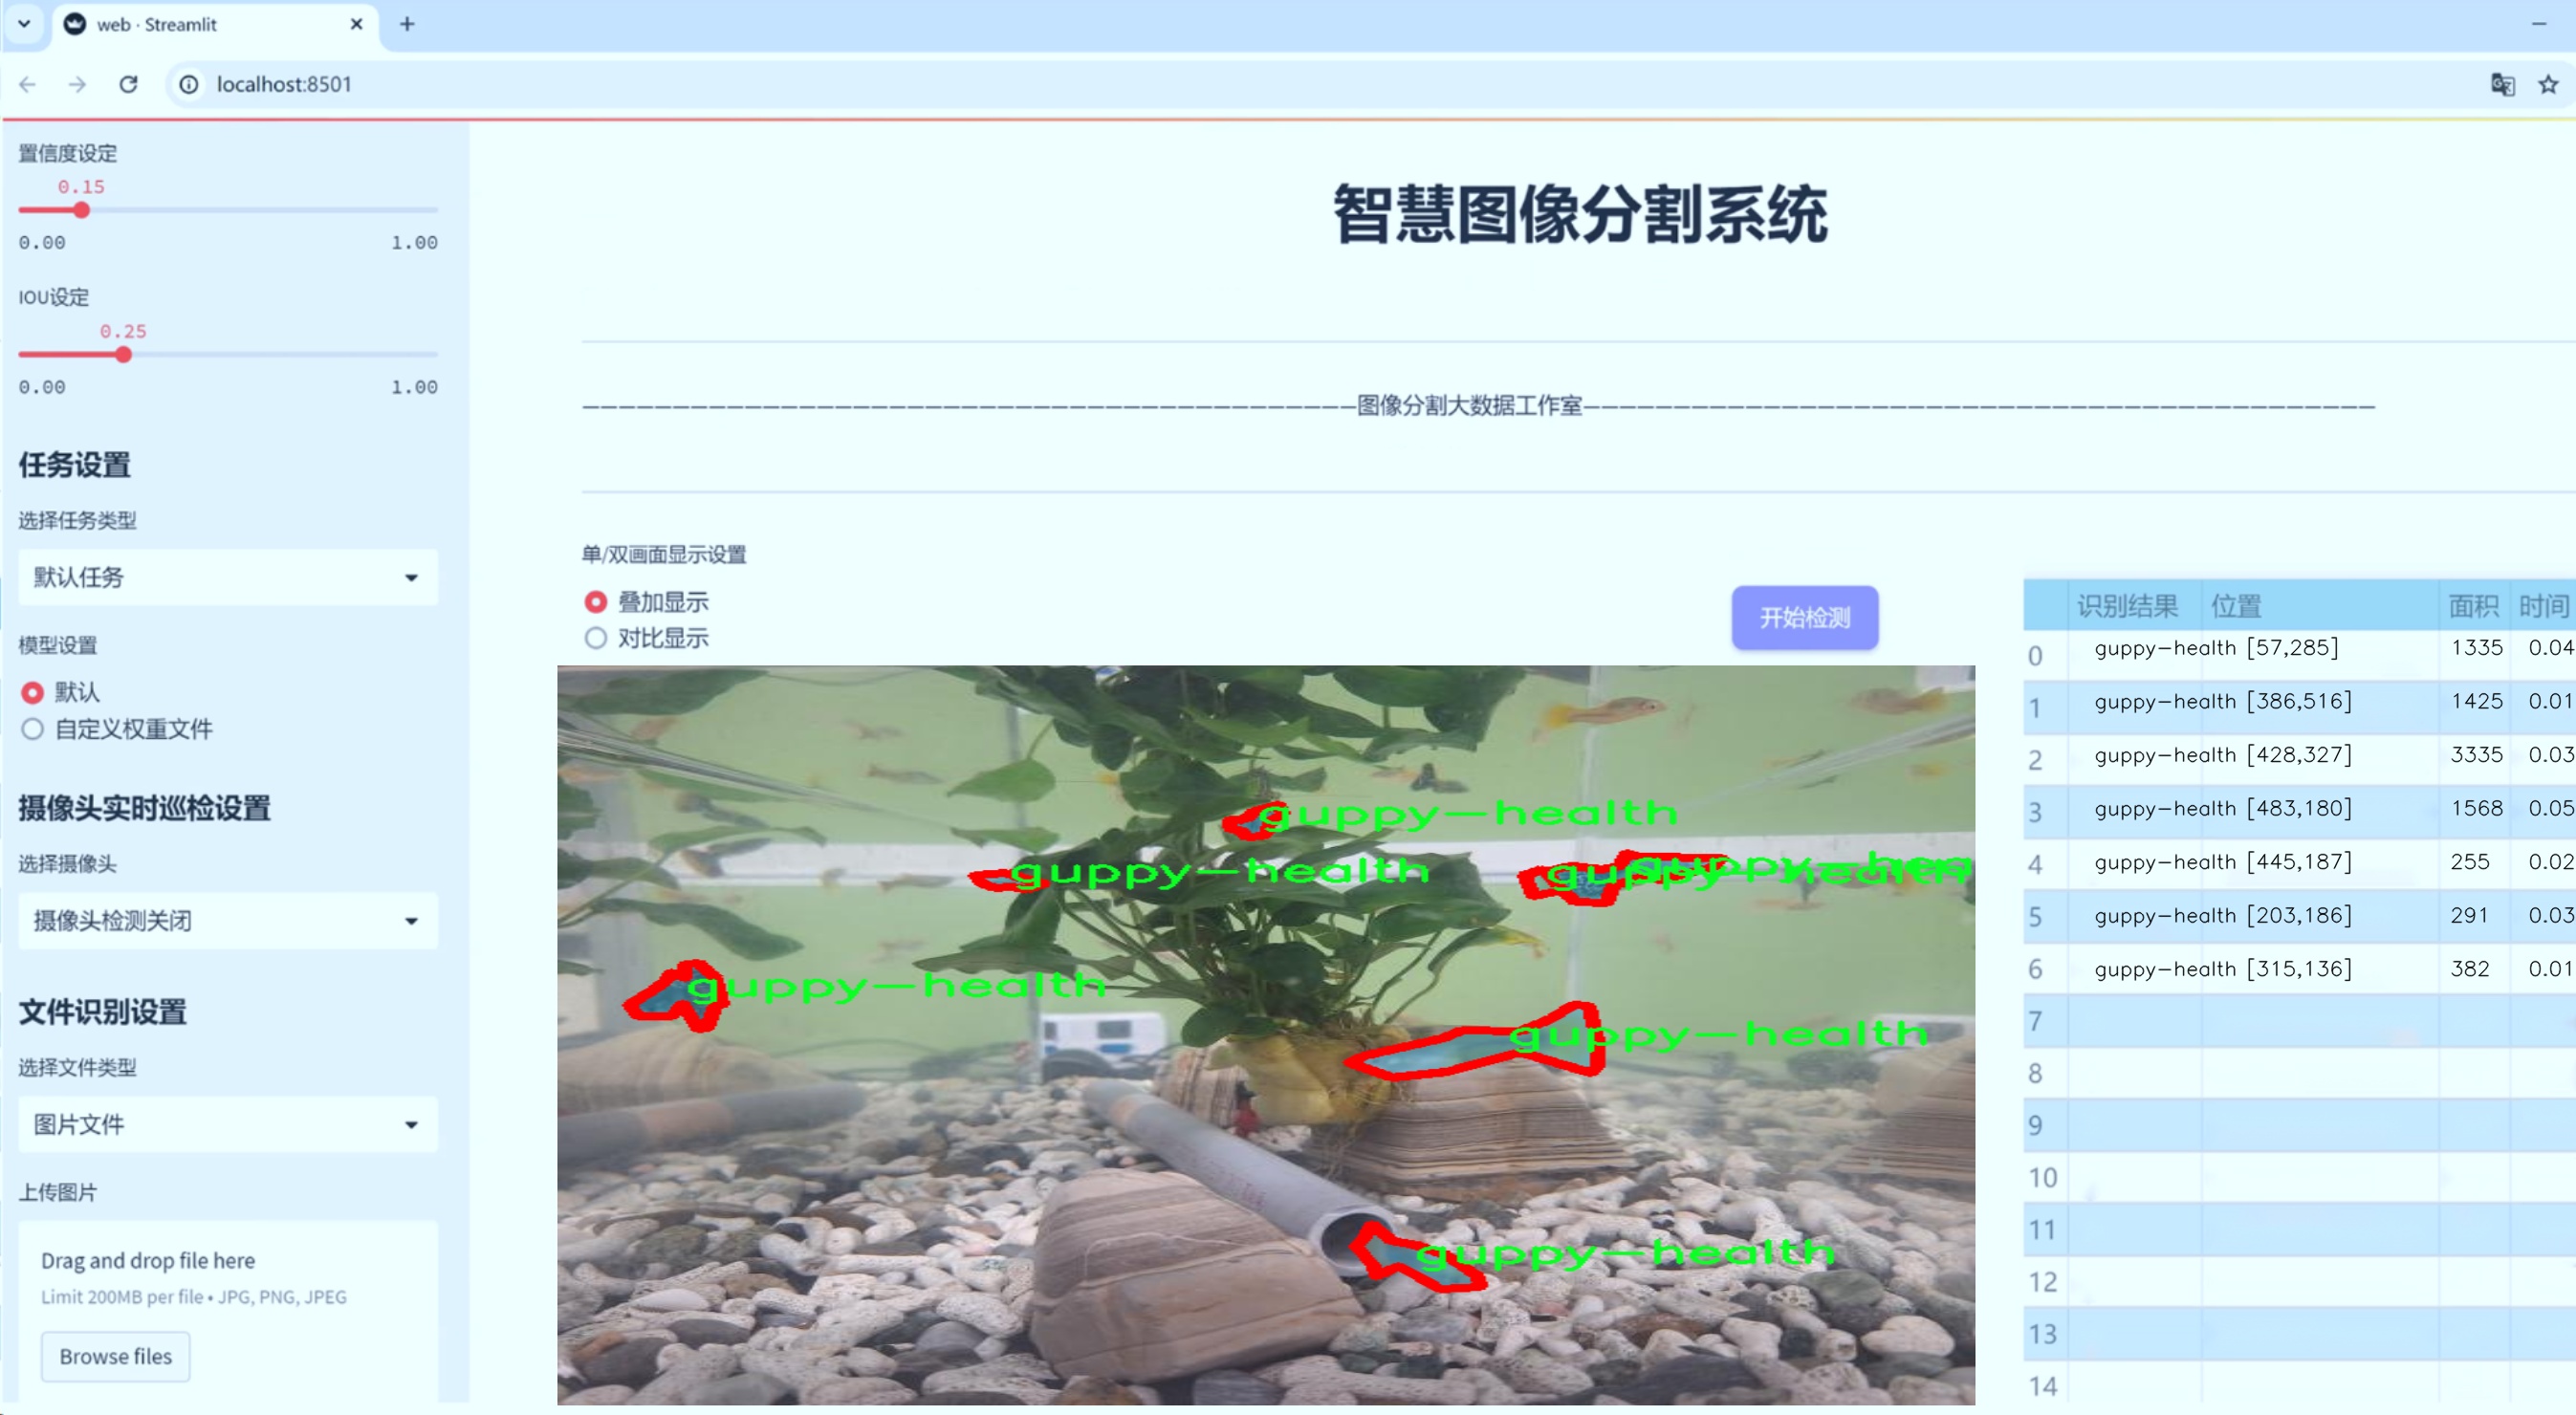 web · Streamlit
localhost:8501
置信度设定
0.15
0.00 1.00
IOU设定
0.25
0.00 1.00
任务设置
选择任务类型
默认任务
模型设置
默认
自定义权重文件
摄像头实时巡检设置
选择摄像头
摄像头检测关闭
文件识别设置
选择文件类型
图片文件
上传图片
Drag and drop file here
Limit 200MB per file • JPG, PNG, JPEG
Browse files
智慧图像分割系统
图像分割大数据工作室
单/双画面显示设置
叠加显示
对比显示
开始检测
guppy-health
guppy-health
guppy-health
guppy-health
guppy-health
guppy-health
识别结果 位置 面积 时间
0 guppy-health [57,285] 1335 0.04
1 guppy-health [386,516] 1425 0.01
2 guppy-health [428,327] 3335 0.03
3 guppy-health [483,180] 1568 0.05
4 guppy-health [445,187] 255 0.02
5 guppy-health [203,186] 291 0.03
6 guppy-health [315,136] 382 0.01
7
8
9
10
11
12
13
14